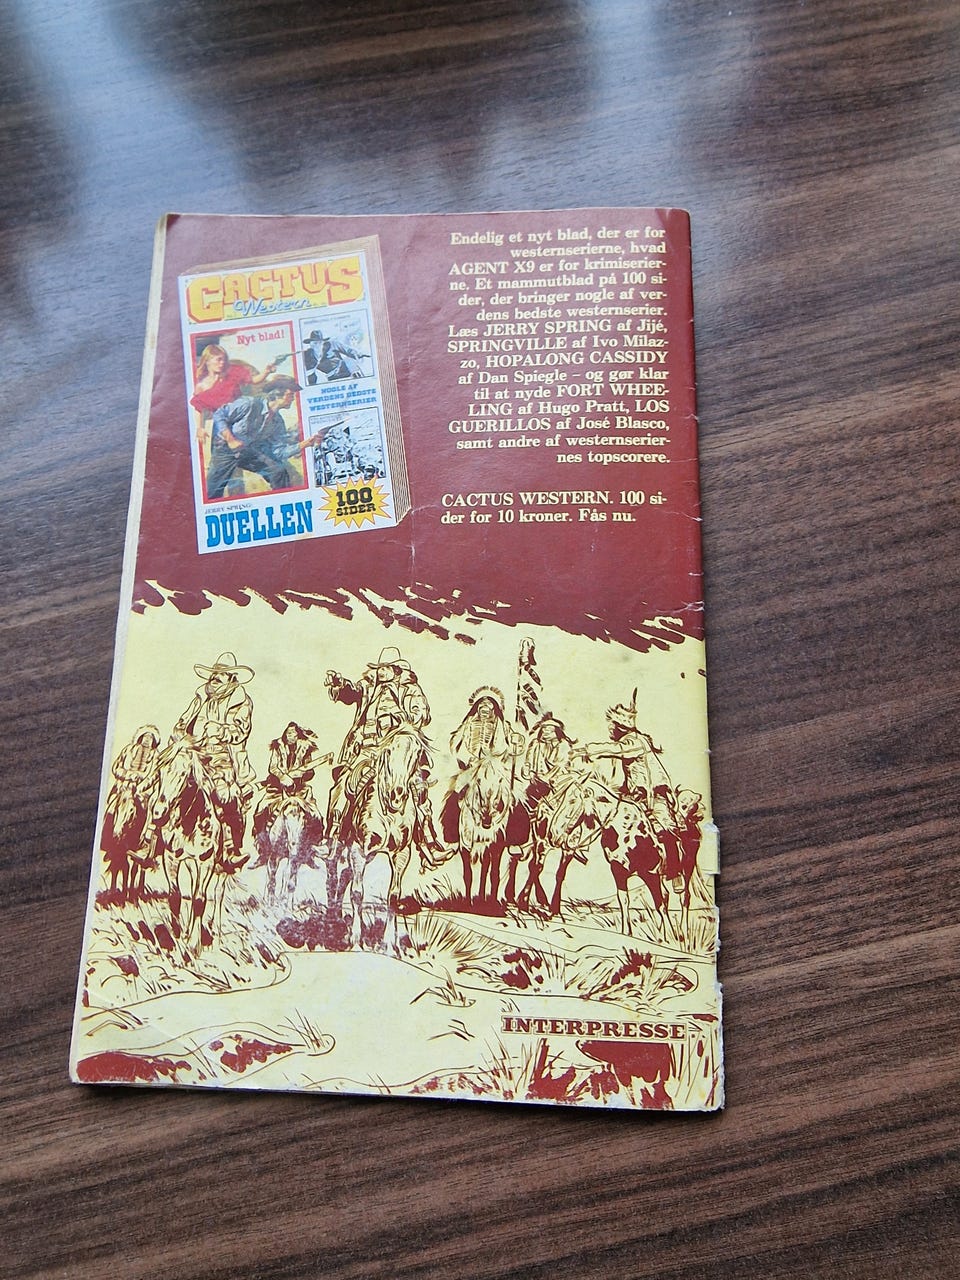 CACTUS
Western
Nyt blad!
NOGLE AF
VERDENS BEDSTE
WESTERNSERIER
JERRY SPRING:
DUELLEN
100
SIDER
Endelig et nyt blad, der er for
westernserierne, hvad
AGENT X9 er for krimiserier-
ne. Et mammutblad på 100 si-
der, der bringer nogle af ver-
dens bedste westernserier.
Læs JERRY SPRING af Jijé,
SPRINGVILLE af Ivo Milaz-
zo, HOPALONG CASSIDY
af Dan Spiegle – og gør klar
til at nyde FORT WHEE-
LING af Hugo Pratt, LOS
GUERILLOS af José Blasco,
samt andre af westernserier-
nes topscorere.
CACTUS WESTERN. 100 si-
der for 10 kroner. Fås nu.
INTERPRESSE